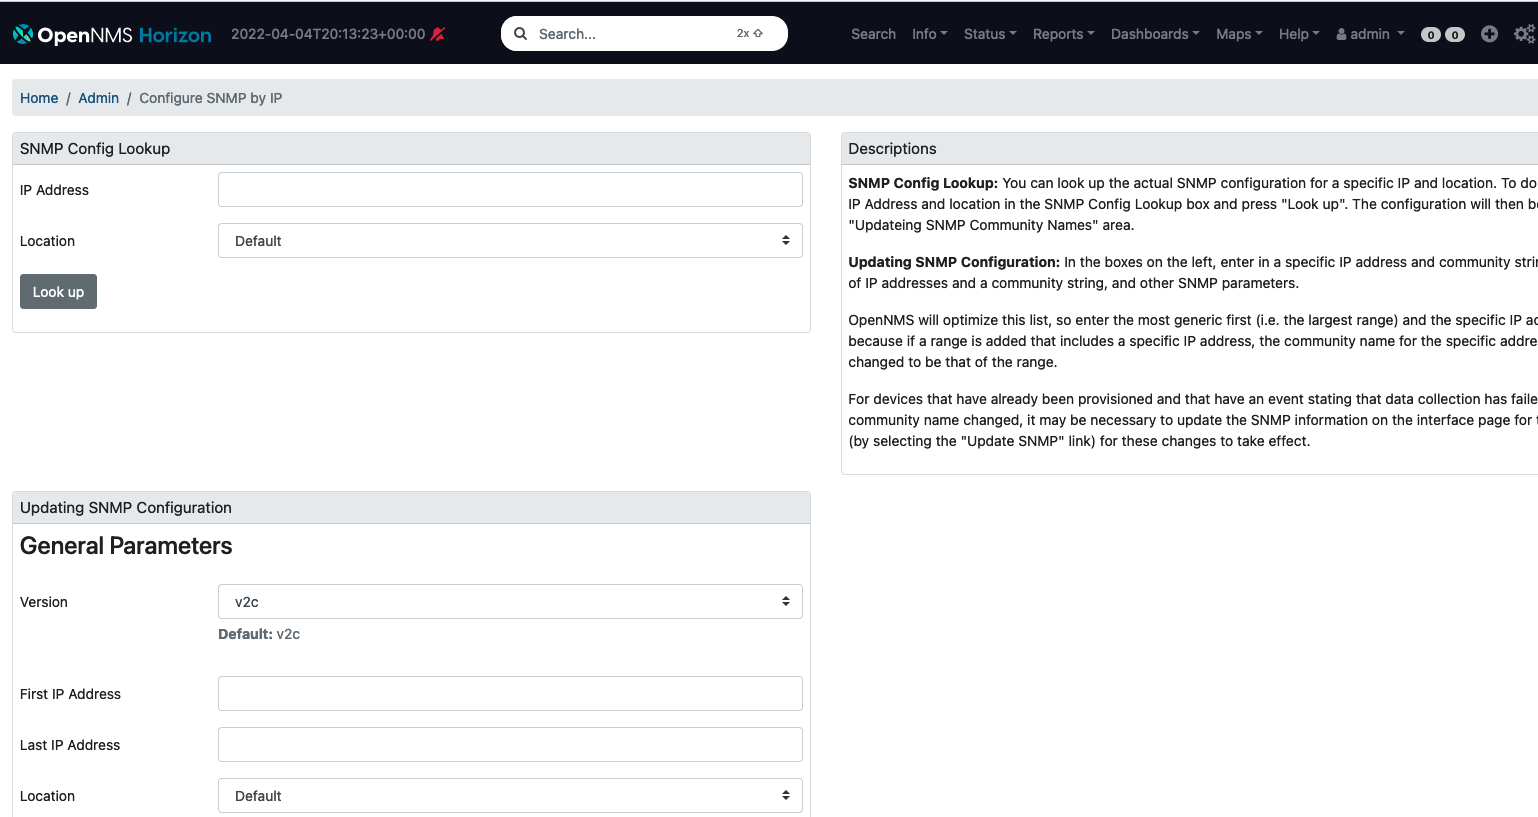 OpenNMS Horizon 2022-04-04T20:13:23+00:00 Search... 2x Search Info Status Reports Dashboards Maps Help admin 0 0
Home / Admin / Configure SNMP by IP
SNMP Config Lookup
IP Address
Location Default
Look up
Descriptions
SNMP Config Lookup: You can look up the actual SNMP configuration for a specific IP and location. To do
IP Address and location in the SNMP Config Lookup box and press "Look up". The configuration will then b
"Updateing SNMP Community Names" area.
Updating SNMP Configuration: In the boxes on the left, enter in a specific IP address and community stri
of IP addresses and a community string, and other SNMP parameters.
OpenNMS will optimize this list, so enter the most generic first (i.e. the largest range) and the specific IP a
because if a range is added that includes a specific IP address, the community name for the specific addre
changed to be that of the range.
For devices that have already been provisioned and that have an event stating that data collection has faile
community name changed, it may be necessary to update the SNMP information on the interface page for
(by selecting the "Update SNMP" link) for these changes to take effect.
Updating SNMP Configuration
General Parameters
Version v2c
Default: v2c
First IP Address
Last IP Address
Location Default